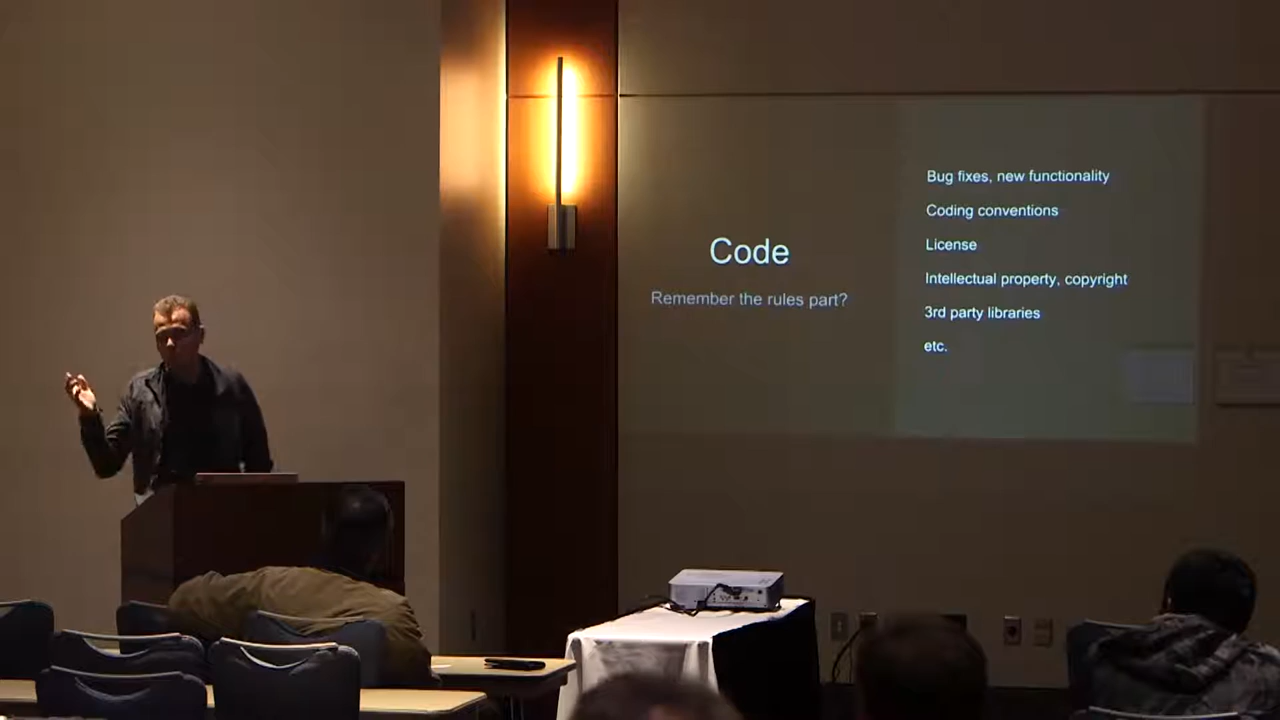 Code
Remember the rules part?
Bug fixes, new functionality
Coding conventions
License
Intellectual property, copyright
3rd party libraries
etc.